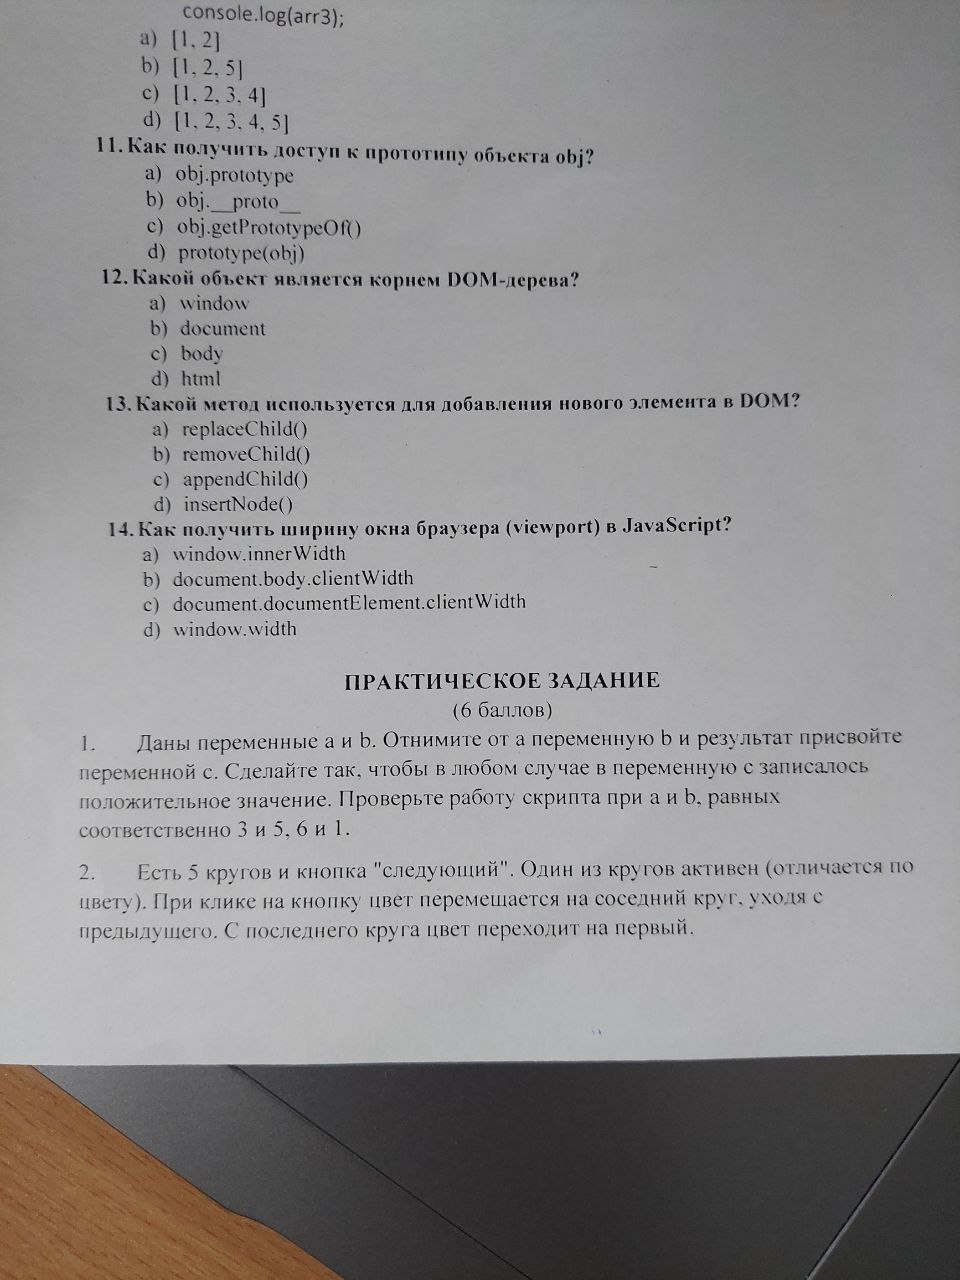 console.log(arr3);
a) [1, 2]
b) [1, 2, 5]
c) [1, 2, 3, 4]
d) [1, 2, 3, 4, 5]
11. Как получить доступ к прототипу объекта obj?
a) obj.prototype
b) obj.__proto__
c) obj.getPrototypeOf()
d) prototype(obj)
12. Какой объект является корнем DOM-дерева?
a) window
b) document
c) body
d) html
13. Какой метод используется для добавления нового элемента в DOM?
a) replaceChild()
b) removeChild()
c) appendChild()
d) insertNode()
14. Как получить ширину окна браузера (viewport) в JavaScript?
a) window.innerWidth
b) document.body.clientWidth
c) document.documentElement.clientWidth
d) window.width
ПРАКТИЧЕСКОЕ ЗАДАНИЕ
(6 баллов)
1. Даны переменные a и b. Отнимите от a переменную b и результат присвойте
переменной c. Сделайте так, чтобы в любом случае в переменную c записалось
положительное значение. Проверьте работу скрипта при a и b, равных
соответственно 3 и 5, 6 и 1.
2. Есть 5 кругов и кнопка "следующий". Один из кругов активен (отличается по
цвету). При клике на кнопку цвет перемещается на соседний круг, уходя с
предыдущего. С последнего круга цвет переходит на первый.